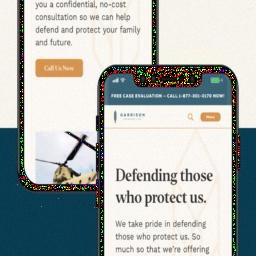 you a confidential, no-cost
consultation so we can help
defend and protect your family
and future.
Call Us Now
FREE CASE EVALUATION – CALL 1-877-301-0170 NOW!
GARRISON
Menu
Defending those
who protect us.
We take pride in defending
those who protect us. So
much so that we're offering